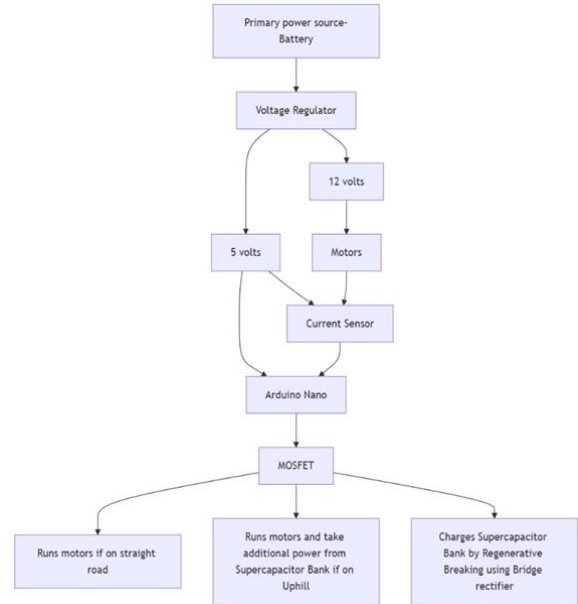 Primary power source-
Battery
Voltage Regulator
12 volts
5 volts
Motors
Current Sensor
Arduino Nano
MOSFET
Runs motors if on straight
road
Runs motors and take
additional power from
Supercapacitor Bank if on
Uphill
Charges Supercapacitor
Bank by Regenerative
Breaking using Bridge
rectifier